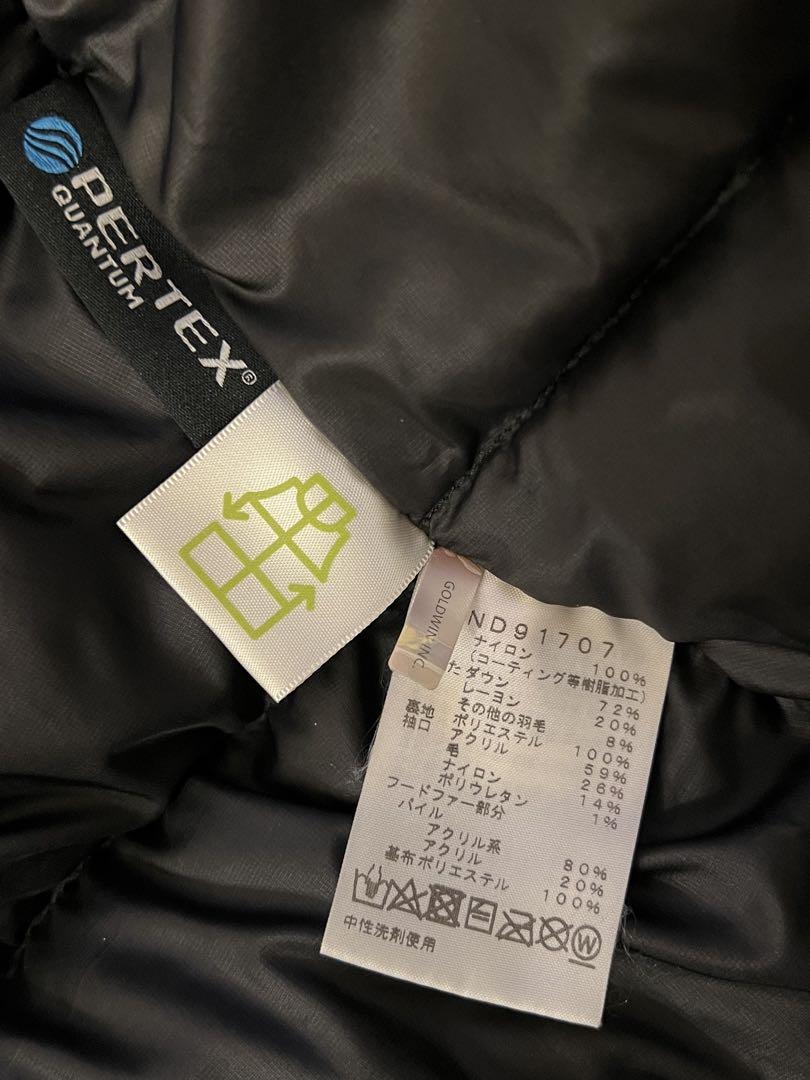 PERTEX®
QUANTUM
GOLDWIN INC
ND91707
ナイロン 100%
(コーティング等樹脂加工)
た ダウン 72%
レーヨン 20%
その他の羽毛 8%
裏地 ポリエステル 100%
袖口 アクリル 59%
毛 26%
ナイロン 14%
ポリウレタン 1%
フードファー部分
パイル
アクリル系 80%
アクリル 20%
基布 ポリエステル 100%
W
中性洗剤使用